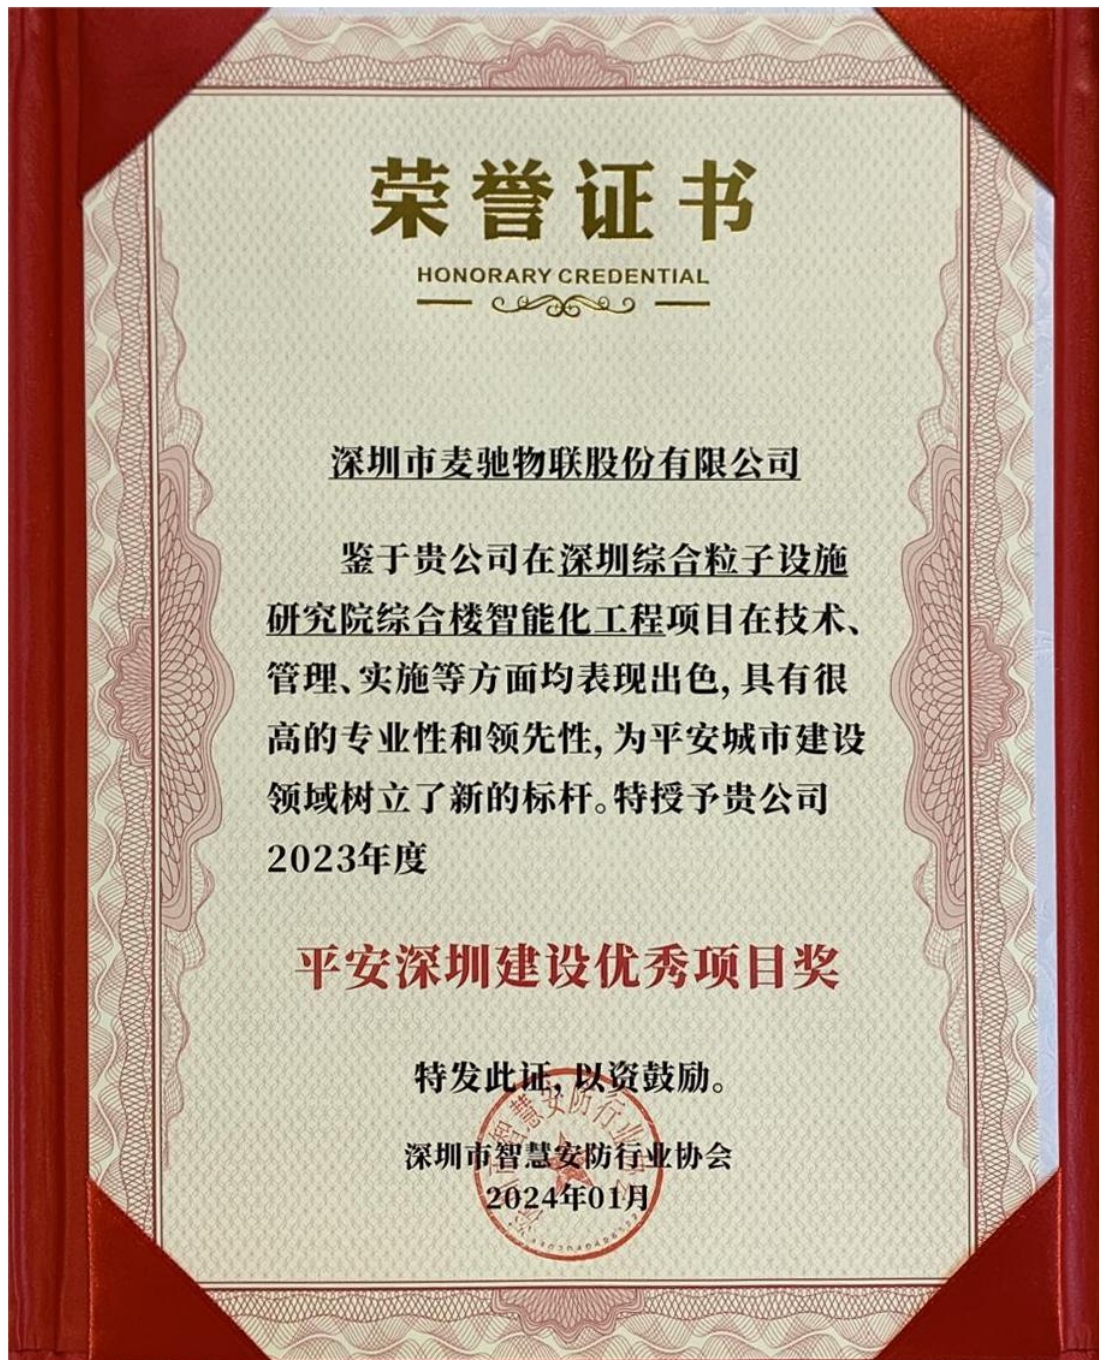 荣誉证书
HONORARY CREDENTIAL
深圳市麦驰物联股份有限公司
鉴于贵公司在深圳综合粒子设施
研究院综合楼智能化工程项目在技术、
管理、实施等方面均表现出色,具有很
高的专业性和领先性,为平安城市建设
领域树立了新的标杆。特授予贵公司
2023年度
平安深圳建设优秀项目奖
特发此证,以资鼓励。
深圳市智慧安防行业协会
2024年01月